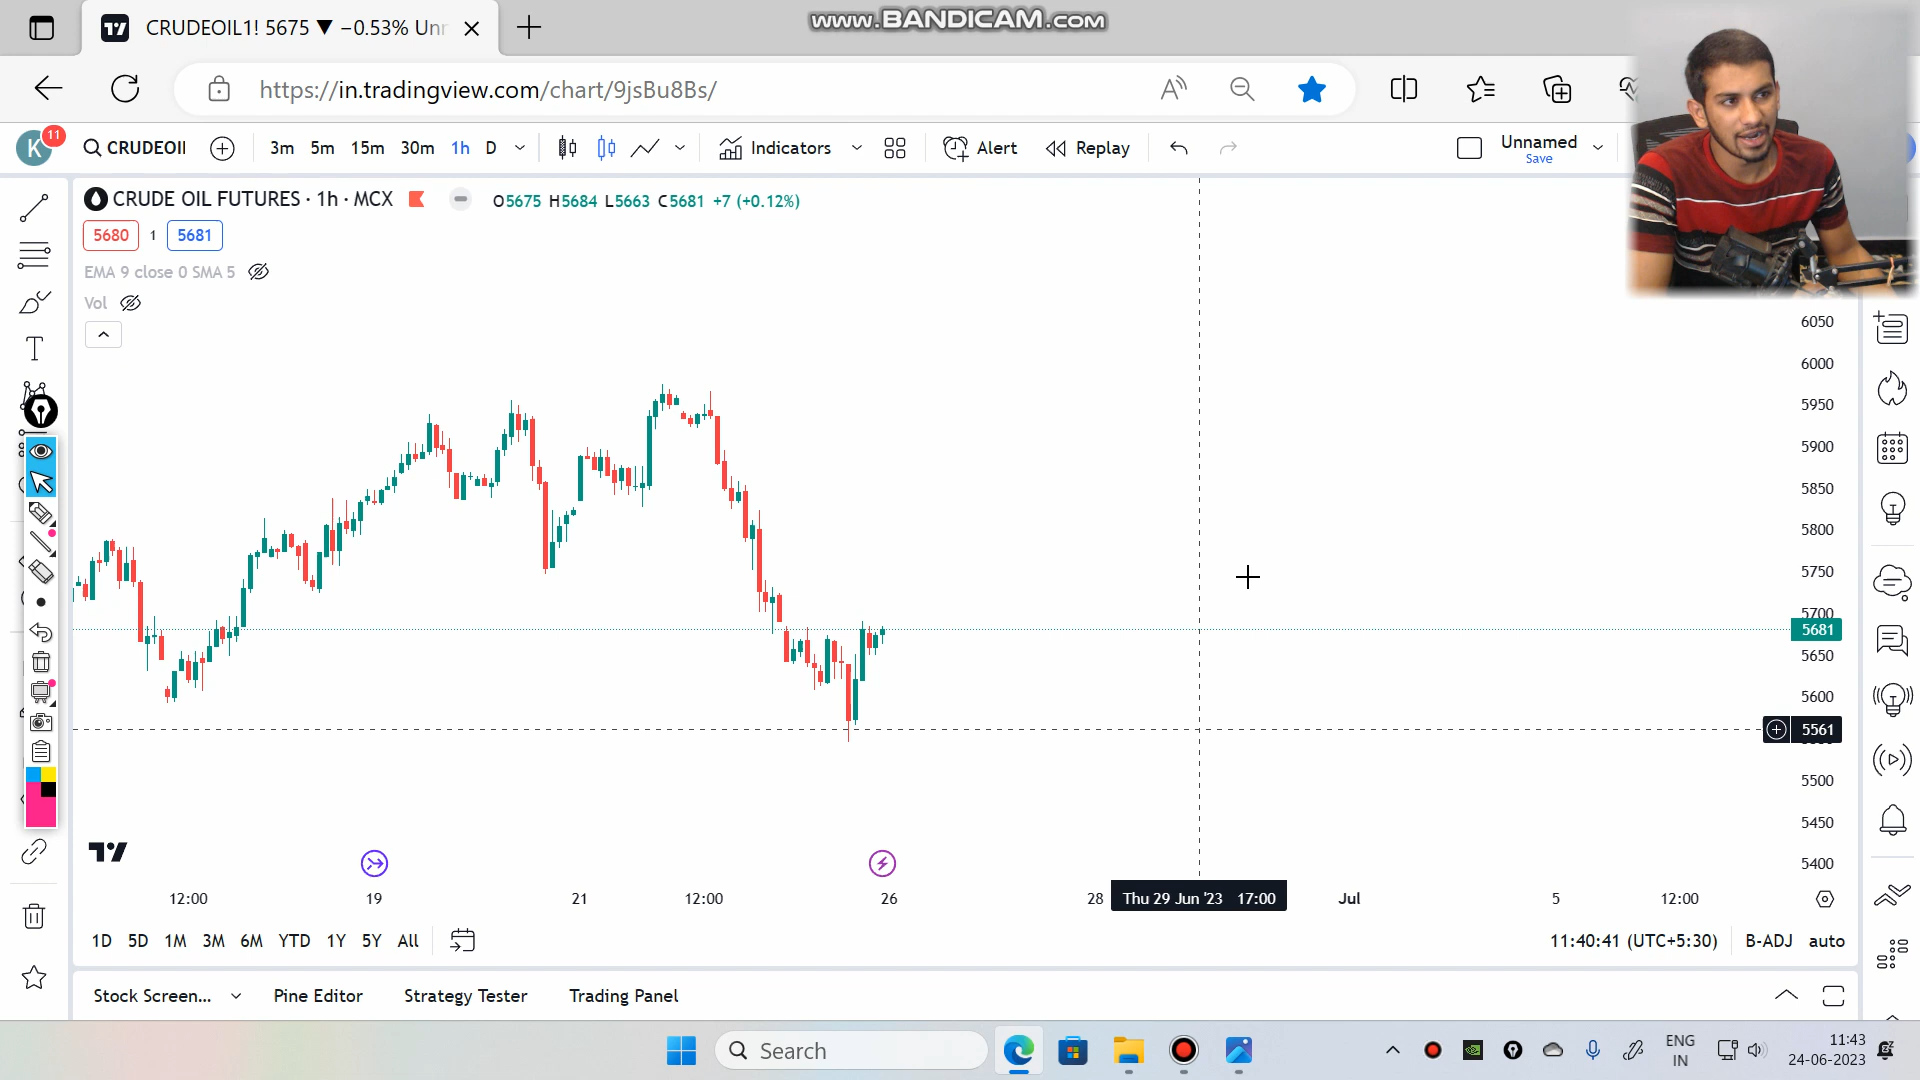 CRUDEOIL1! 5675 ▼ −0.53% Unr
www.BANDICAM.com
https://in.tradingview.com/chart/9jsBu8Bs/
K
11
CRUDEOI
3m 5m 15m 30m 1h D
Indicators
Alert
Replay
Unnamed
Save
CRUDE OIL FUTURES · 1h · MCX
O5675 H5684 L5663 C5681 +7 (+0.12%)
5680 1 5681
EMA 9 close 0 SMA 5
Vol
6050
6000
5950
5900
5850
5800
5750
5700
5681
5650
5600
5561
5500
5450
5400
12:00 19 21 12:00 26 28 Thu 29 Jun '23 17:00 Jul 5 12:00
1D 5D 1M 3M 6M YTD 1Y 5Y All
11:40:41 (UTC+5:30) B-ADJ auto
Stock Screen... Pine Editor Strategy Tester Trading Panel
Search
ENG
IN
11:43
24-06-2023